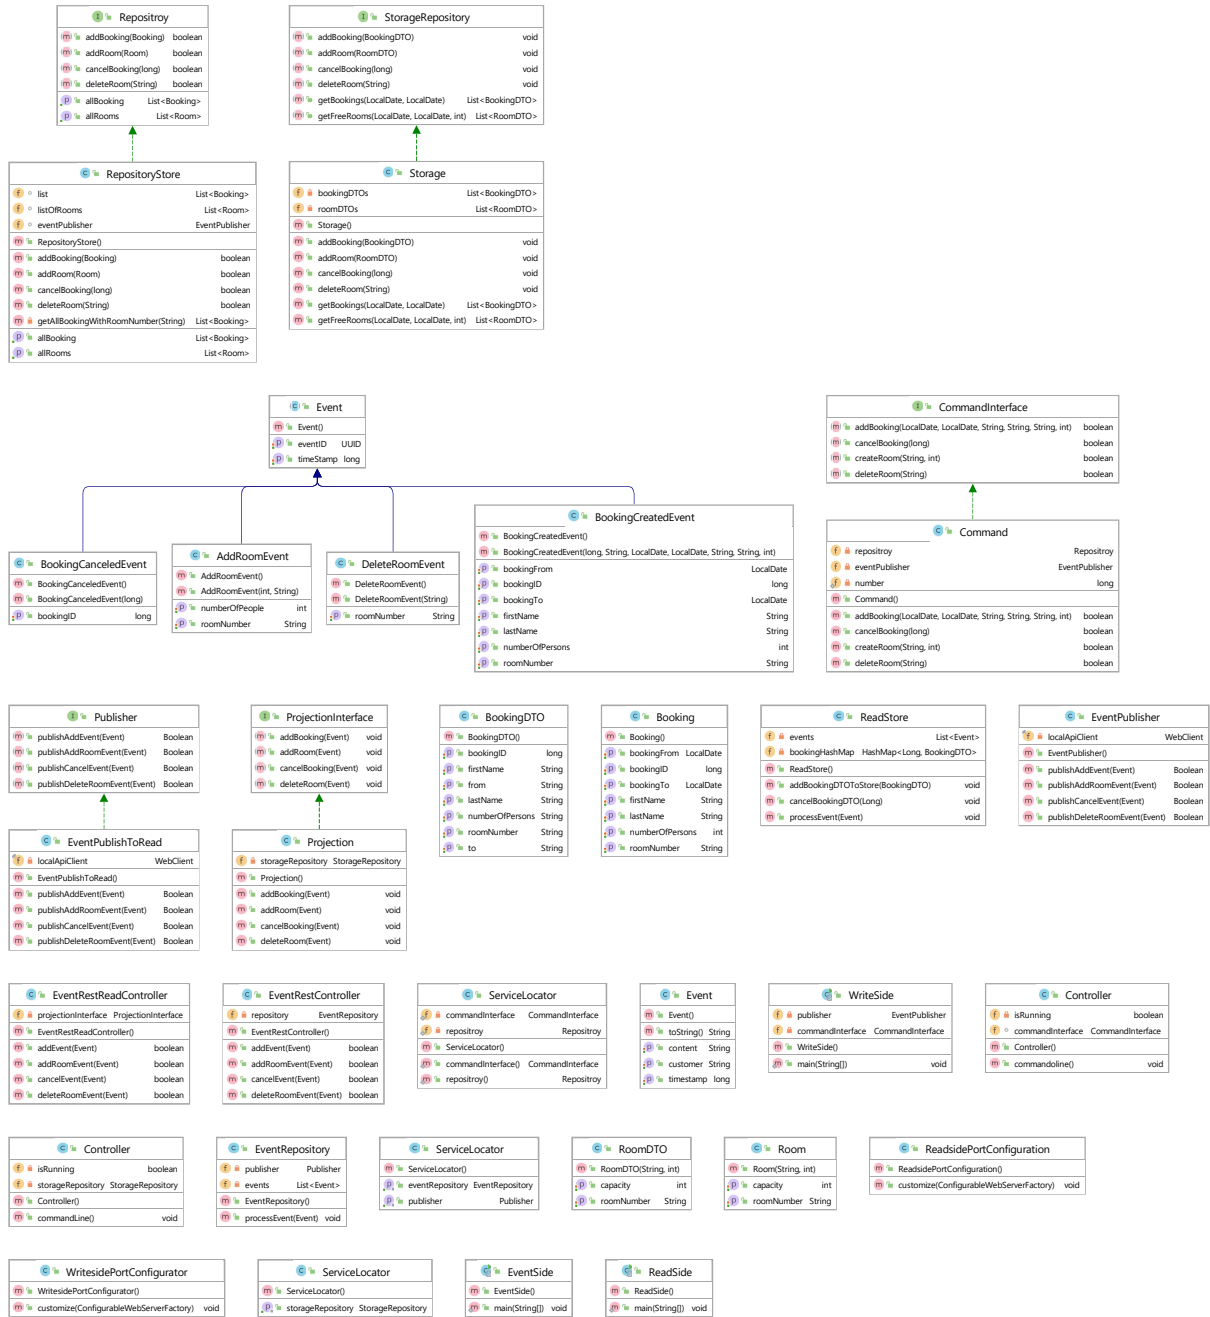 Repositroy
addBooking(Booking) boolean
addRoom(Room) boolean
cancelBooking(long) boolean
deleteRoom(String) boolean
allBooking List<Booking>
allRooms List<Room>
StorageRepository
addBooking(BookingDTO) void
addRoom(RoomDTO) void
cancelBooking(long) void
deleteRoom(String) void
getBookings(LocalDate, LocalDate) List<BookingDTO>
getFreeRooms(LocalDate, LocalDate, int) List<RoomDTO>
RepositoryStore
list List<Booking>
listOfRooms List<Room>
eventPublisher EventPublisher
RepositoryStore()
addBooking(Booking) boolean
addRoom(Room) boolean
cancelBooking(long) boolean
deleteRoom(String) boolean
getAllBookingWithRoomNumber(String) List<Booking>
allBooking List<Booking>
allRooms List<Room>
Storage
bookingDTOs List<BookingDTO>
roomDTOs List<RoomDTO>
Storage()
addBooking(BookingDTO) void
addRoom(RoomDTO) void
cancelBooking(long) void
deleteRoom(String) void
getBookings(LocalDate, LocalDate) List<BookingDTO>
getFreeRooms(LocalDate, LocalDate, int) List<RoomDTO>
Event
Event()
eventID UUID
timeStamp long
CommandInterface
addBooking(LocalDate, LocalDate, String, String, String, int) boolean
cancelBooking(long) boolean
createRoom(String, int) boolean
deleteRoom(String) boolean
BookingCanceledEvent
BookingCanceledEvent()
BookingCanceledEvent(long)
bookingID long
AddRoomEvent
AddRoomEvent()
AddRoomEvent(int, String)
numberOfPeople int
roomNumber String
DeleteRoomEvent
DeleteRoomEvent()
DeleteRoomEvent(String)
roomNumber String
BookingCreatedEvent
BookingCreatedEvent()
BookingCreatedEvent(long, String, LocalDate, LocalDate, String, String, int)
bookingFrom LocalDate
bookingID long
bookingTo LocalDate
firstName String
lastName String
numberOfPersons int
roomNumber String
Command
repositroy Repositroy
eventPublisher EventPublisher
number long
Command()
addBooking(LocalDate, LocalDate, String, String, String, int) boolean
cancelBooking(long) boolean
createRoom(String, int) boolean
deleteRoom(String) boolean
Publisher
publishAddEvent(Event) Boolean
publishAddRoomEvent(Event) Boolean
publishCancelEvent(Event) Boolean
publishDeleteRoomEvent(Event) Boolean
ProjectionInterface
addBooking(Event) void
addRoom(Event) void
cancelBooking(Event) void
deleteRoom(Event) void
BookingDTO
BookingDTO()
bookingID long
firstName String
from String
lastName String
numberOfPersons String
roomNumber String
to String
Booking
Booking()
bookingFrom LocalDate
bookingID long
bookingTo LocalDate
firstName String
lastName String
numberOfPersons int
roomNumber String
ReadStore
events List<Event>
bookingHashMap HashMap<Long, BookingDTO>
ReadStore()
addBookingDTOToStore(BookingDTO) void
cancelBookingDTO(Long) void
processEvent(Event) void
EventPublisher
localApiClient WebClient
EventPublisher()
publishAddEvent(Event) Boolean
publishAddRoomEvent(Event) Boolean
publishCancelEvent(Event) Boolean
publishDeleteRoomEvent(Event) Boolean
EventPublishToRead
localApiClient WebClient
EventPublishToRead()
publishAddEvent(Event) Boolean
publishAddRoomEvent(Event) Boolean
publishCancelEvent(Event) Boolean
publishDeleteRoomEvent(Event) Boolean
Projection
storageRepository StorageRepository
Projection()
addBooking(Event) void
addRoom(Event) void
cancelBooking(Event) void
deleteRoom(Event) void
EventRestReadController
projectionInterface ProjectionInterface
EventRestReadController()
addEvent(Event) boolean
addRoomEvent(Event) boolean
cancelEvent(Event) boolean
deleteRoomEvent(Event) boolean
EventRestController
repository EventRepository
EventRestController()
addEvent(Event) boolean
addRoomEvent(Event) boolean
cancelEvent(Event) boolean
deleteRoomEvent(Event) boolean
ServiceLocator
commandInterface CommandInterface
repositroy Repositroy
ServiceLocator()
commandInterface() CommandInterface
repositroy() Repositroy
Event
Event()
toString() String
content String
customer String
timestamp long
WriteSide
publisher EventPublisher
commandInterface CommandInterface
WriteSide()
main(String[]) void
Controller
isRunning boolean
commandInterface CommandInterface
Controller()
commandoline() void
Controller
isRunning boolean
storageRepository StorageRepository
Controller()
commandLine() void
EventRepository
publisher Publisher
events List<Event>
EventRepository()
processEvent(Event) void
ServiceLocator
ServiceLocator()
eventRepository EventRepository
publisher Publisher
RoomDTO
RoomDTO(String, int)
capacity int
roomNumber String
Room
Room(String, int)
capacity int
roomNumber String
ReadsidePortConfiguration
ReadsidePortConfiguration()
customize(ConfigurableWebServerFactory) void
WritesidePortConfigurator
WritesidePortConfigurator()
customize(ConfigurableWebServerFactory) void
ServiceLocator
ServiceLocator()
storageRepository StorageRepository
EventSide
EventSide()
main(String[]) void
ReadSide
ReadSide()
main(String[]) void